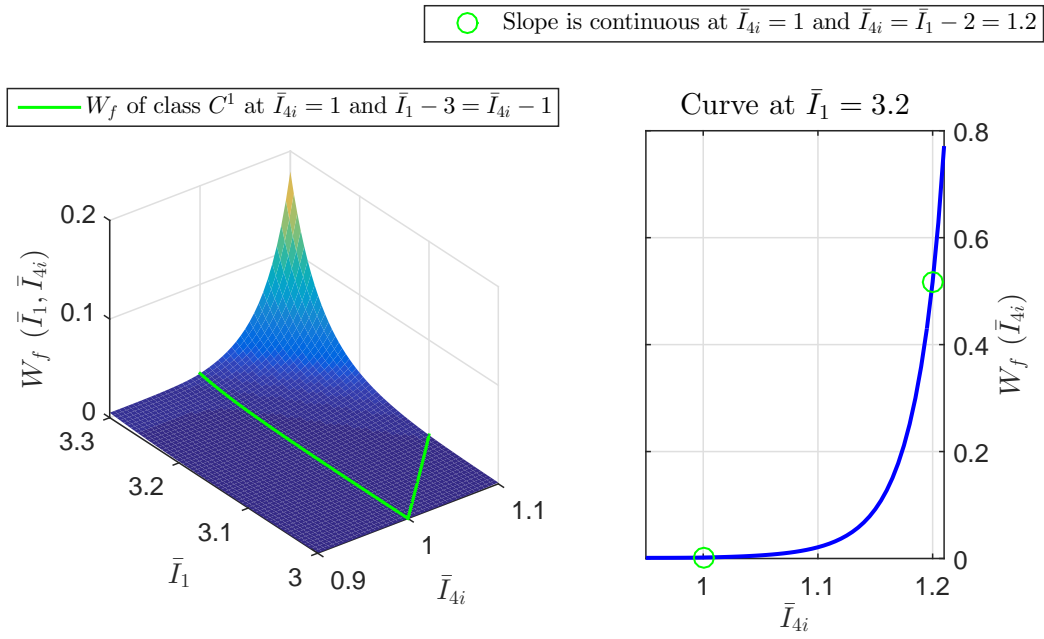 Slope is continuous at Ī₄ᵢ = 1 and Ī₄ᵢ = Ī₁ − 2 = 1.2
W_f of class C¹ at Ī₄ᵢ = 1 and Ī₁ − 3 = Ī₄ᵢ − 1
Curve at Ī₁ = 3.2
W_f (Ī₁, Ī₄ᵢ)
0.2
0.1
0
3.3
3.2
3.1
3
Ī₁
0.9
1
1.1
Ī₄ᵢ
0.8
0.6
0.4
0.2
0
W_f (Ī₄ᵢ)
1
1.1
1.2
Ī₄ᵢ